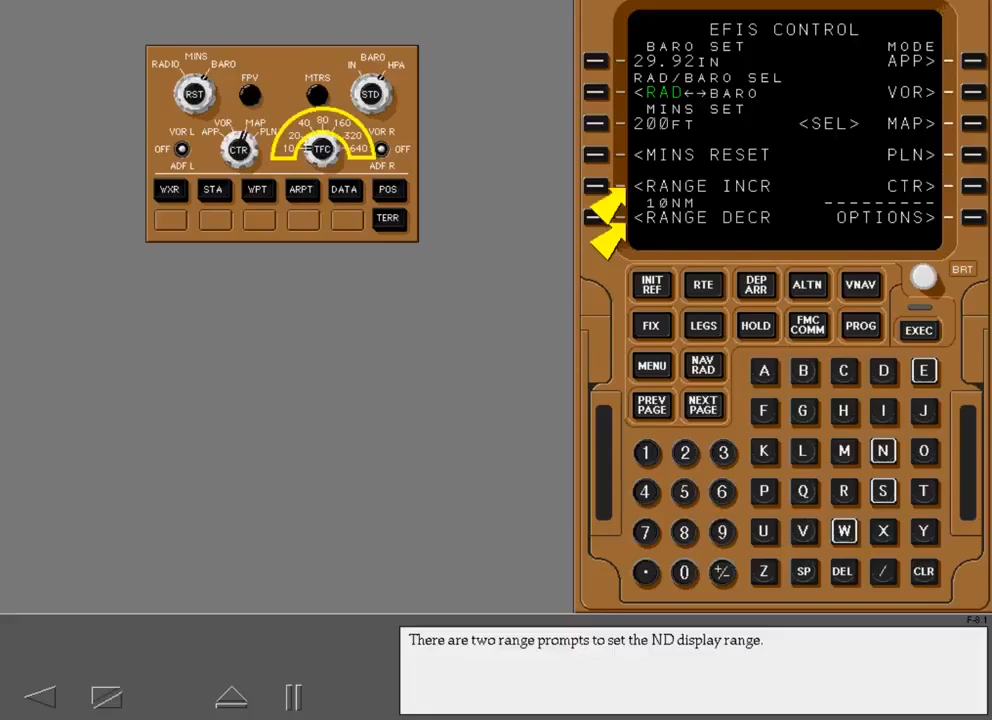 EFIS CONTROL
BARO SET MODE
29.92IN APP>
RAD/BARO SEL
<RAD←→BARO VOR>
MINS SET
200FT <SEL> MAP>
<MINS RESET PLN>
<RANGE INCR CTR>
10NM ----------
<RANGE DECR OPTIONS>
MINS
RADIO BARO
RST
FPV
MTRS
BARO
IN HPA
STD
VOR L
OFF
ADF L
APP VOR MAP PLN
CTR
10 20 40 80 160 320 640
TFC
VOR R
OFF
ADF R
WXR STA WPT ARPT DATA POS
TERR
BRT
INIT REF RTE DEP ARR ALTN VNAV
FIX LEGS HOLD FMC COMM PROG EXEC
MENU NAV RAD
PREV PAGE NEXT PAGE
A B C D E
F G H I J
1 2 3 K L M N O
4 5 6 P Q R S T
7 8 9 U V W X Y
. 0 +/- Z SP DEL / CLR
F-8.1
There are two range prompts to set the ND display range.